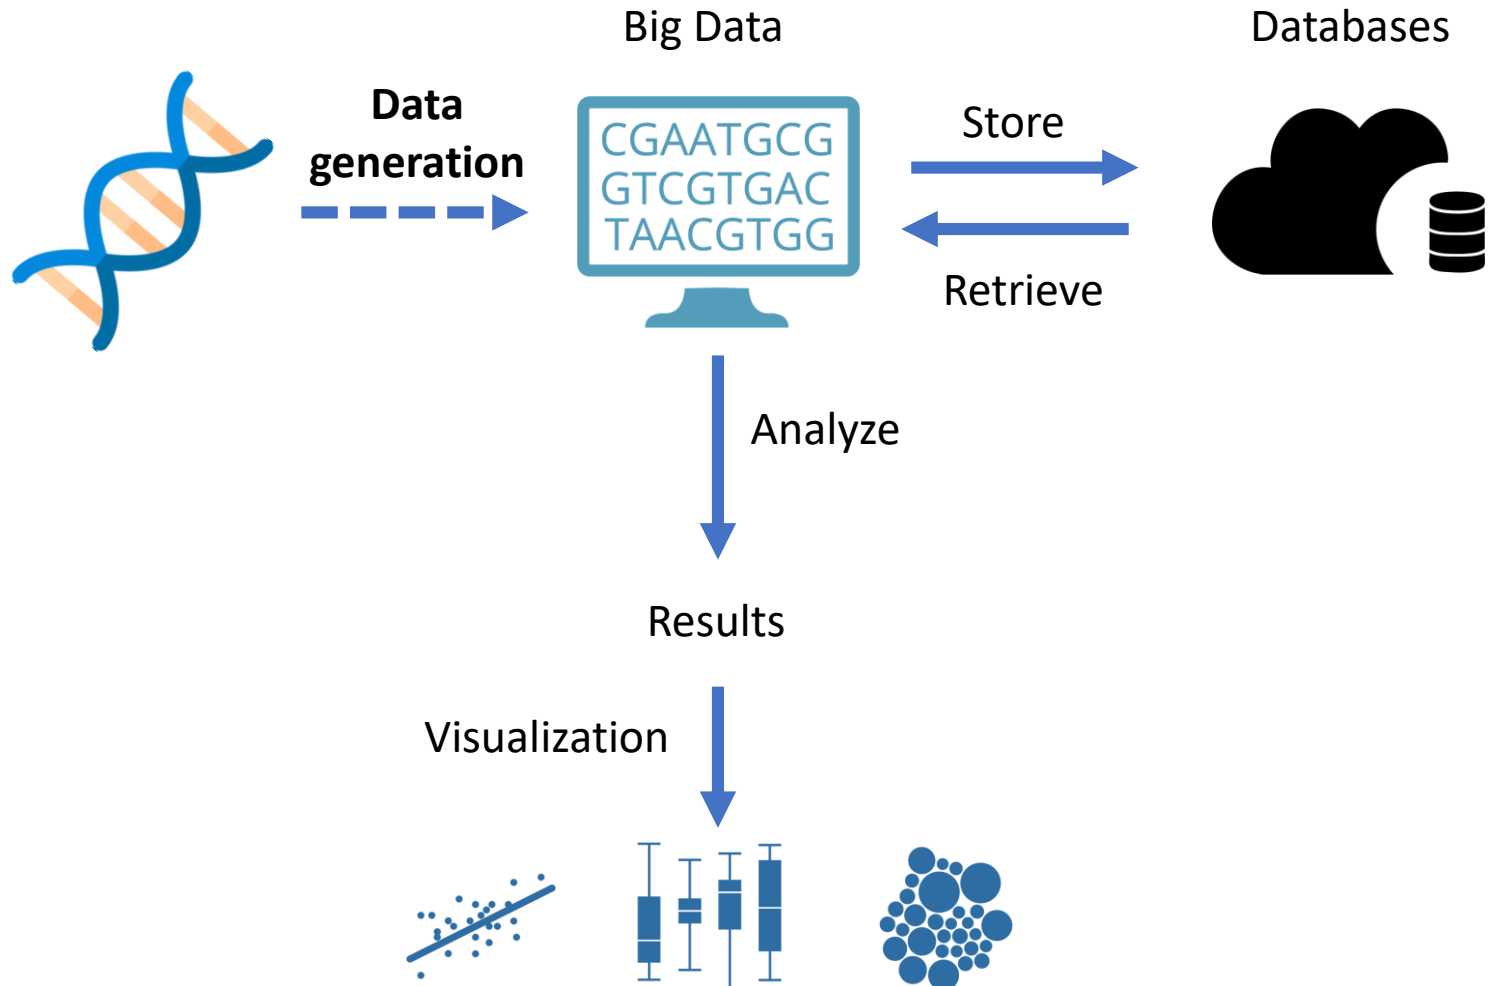 Big Data
Databases
Data
generation
CGAATGCG
GTCGTGAC
TAACGTGG
Store
Retrieve
Analyze
Results
Visualization